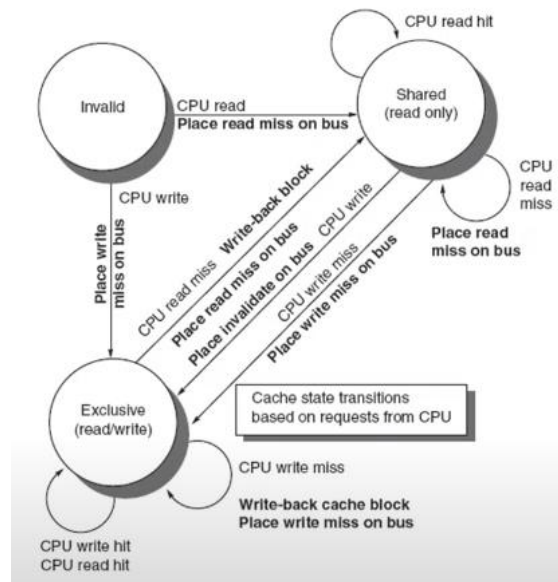 CPU read hit
Invalid
Shared
(read only)
CPU read
Place read miss on bus
CPU
read
miss
CPU write
Place read
miss on bus
Place write
miss on bus
CPU read miss
Write-back block
Place read miss on bus
Place invalidate on bus
CPU write
CPU write miss
Place write miss on bus
Cache state transitions
based on requests from CPU
Exclusive
(read/write)
CPU write miss
Write-back cache block
Place write miss on bus
CPU write hit
CPU read hit